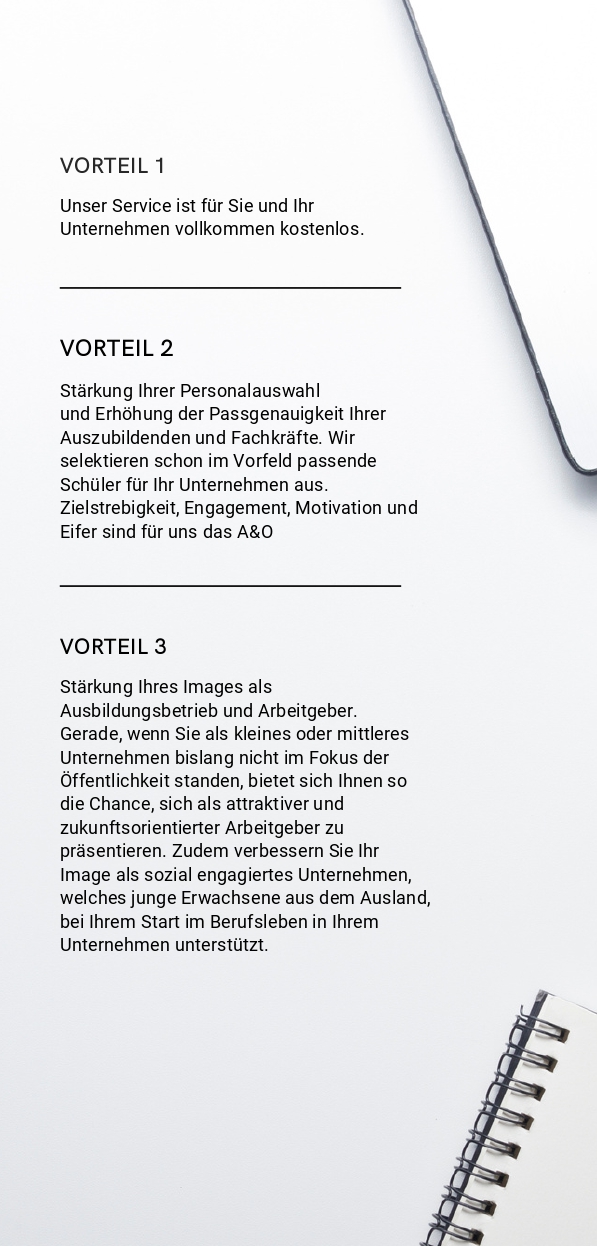 VORTEIL 1
Unser Service ist für Sie und Ihr
Unternehmen vollkommen kostenlos.
VORTEIL 2
Stärkung Ihrer Personalauswahl
und Erhöhung der Passgenauigkeit Ihrer
Auszubildenden und Fachkräfte. Wir
selektieren schon im Vorfeld passende
Schüler für Ihr Unternehmen aus.
Zielstrebigkeit, Engagement, Motivation und
Eifer sind für uns das A&O
VORTEIL 3
Stärkung Ihres Images als
Ausbildungsbetrieb und Arbeitgeber.
Gerade, wenn Sie als kleines oder mittleres
Unternehmen bislang nicht im Fokus der
Öffentlichkeit standen, bietet sich Ihnen so
die Chance, sich als attraktiver und
zukunftsorientierter Arbeitgeber zu
präsentieren. Zudem verbessern Sie Ihr
Image als sozial engagiertes Unternehmen,
welches junge Erwachsene aus dem Ausland,
bei Ihrem Start im Berufsleben in Ihrem
Unternehmen unterstützt.